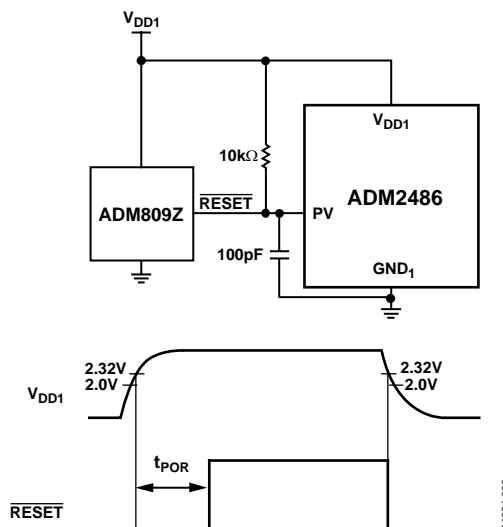 VDD1
VDD1
10kΩ
ADM809Z
RESET
PV
ADM2486
100pF
GND1
2.32V
2.0V
VDD1
2.32V
2.0V
tPOR
RESET